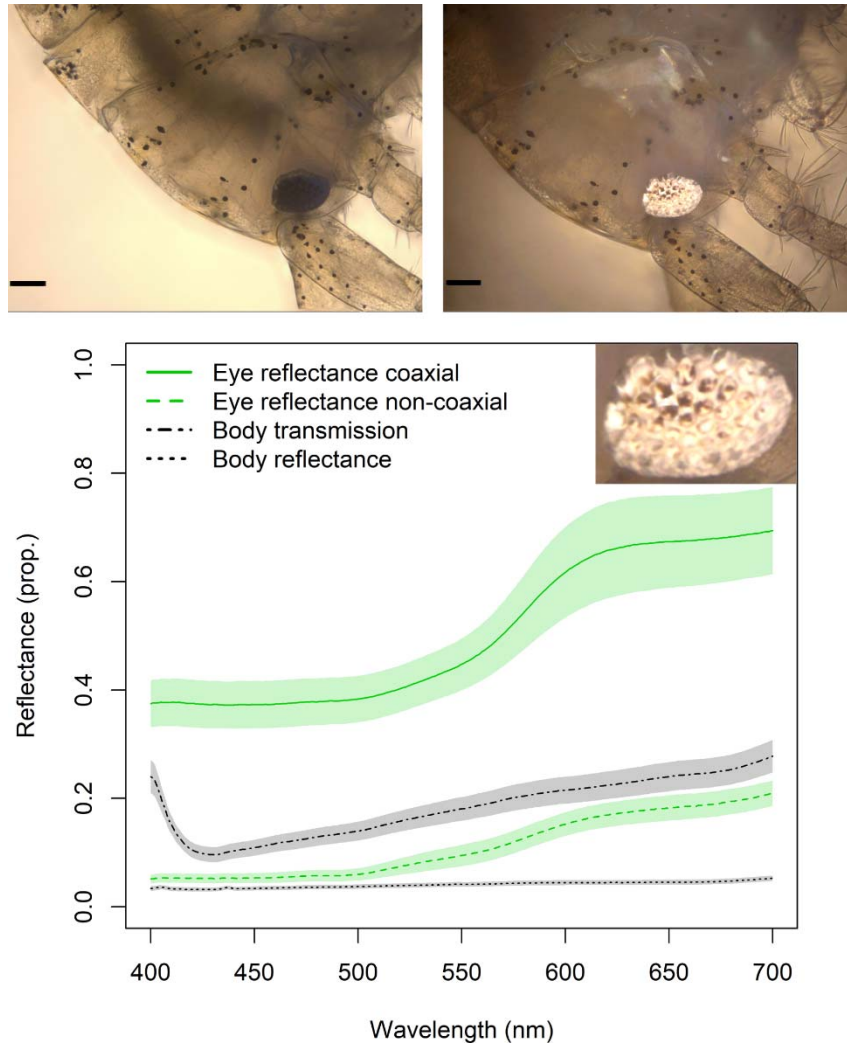 Eye reflectance coaxial
Eye reflectance non-coaxial
Body transmission
Body reflectance
Reflectance (prop.)
1.0
0.8
0.6
0.4
0.2
0.0
400 450 500 550 600 650 700
Wavelength (nm)